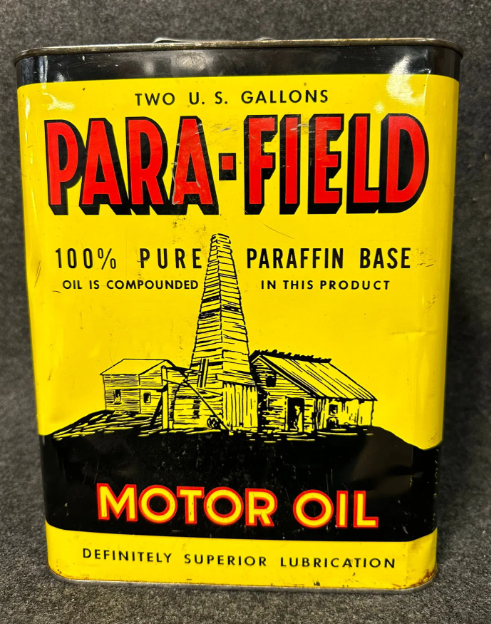 TWO U. S. GALLONS
PARA-FIELD
100% PURE PARAFFIN BASE
OIL IS COMPOUNDED IN THIS PRODUCT
MOTOR OIL
DEFINITELY SUPERIOR LUBRICATION